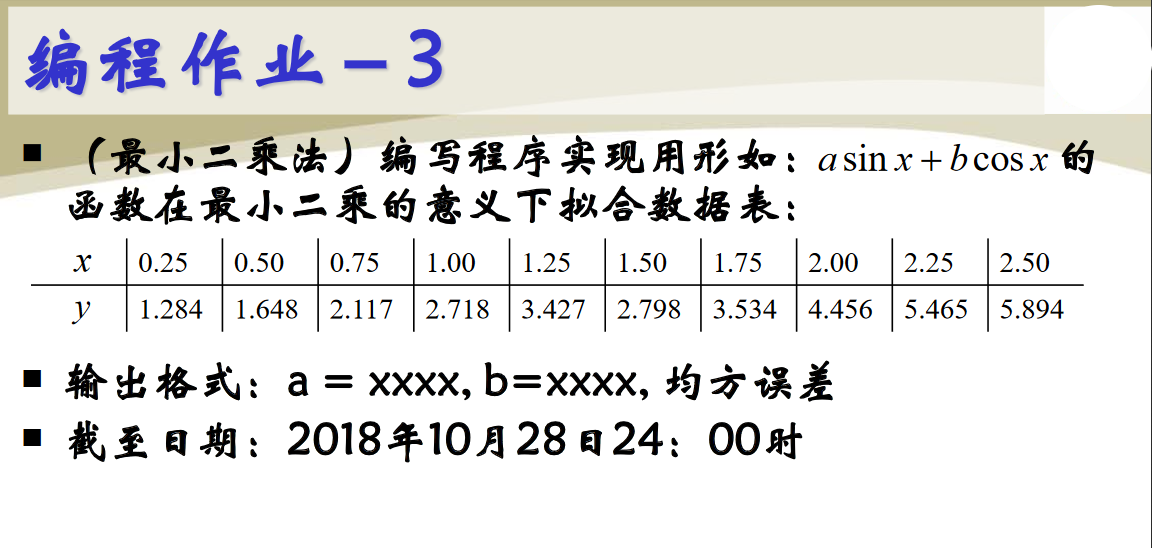 编程作业-3
■ （最小二乘法）编写程序实现用形如：a sin x + b cos x 的
函数在最小二乘的意义下拟合数据表：
x 0.25 0.50 0.75 1.00 1.25 1.50 1.75 2.00 2.25 2.50
y 1.284 1.648 2.117 2.718 3.427 2.798 3.534 4.456 5.465 5.894
■ 输出格式：a = xxxx, b=xxxx, 均方误差
■ 截至日期：2018年10月28日24：00时